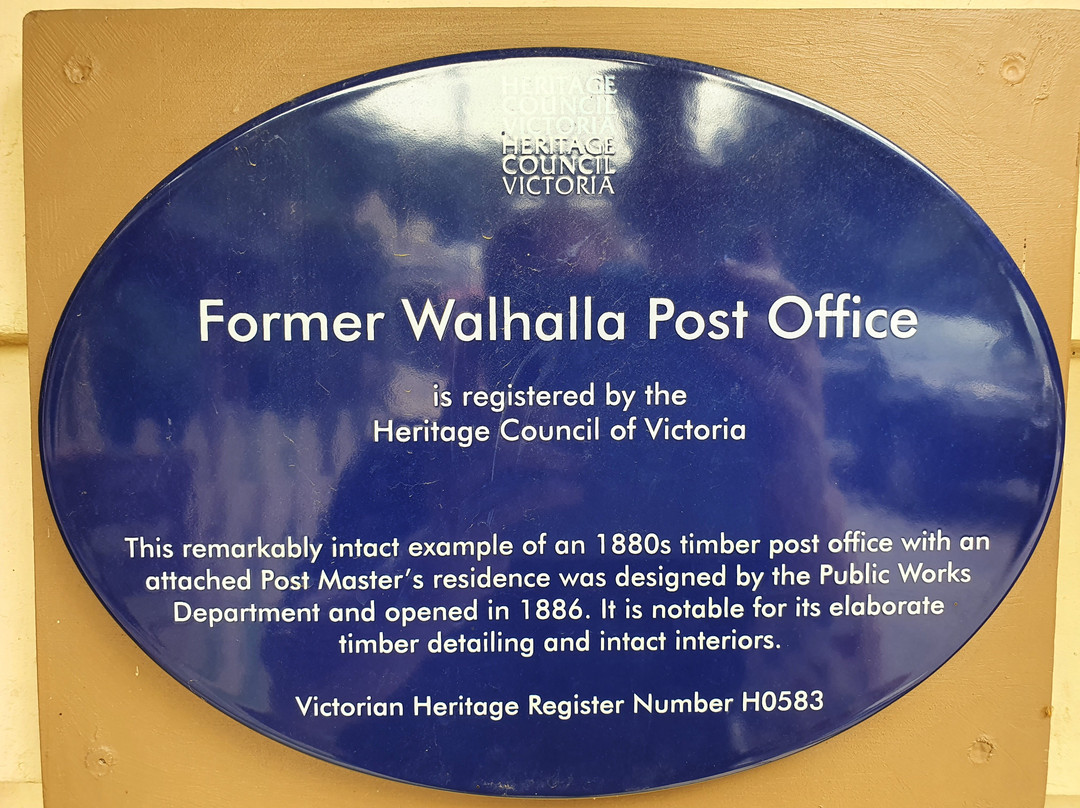 HERITAGE
COUNCIL
VICTORIA
HERITAGE
COUNCIL
VICTORIA
Former Walhalla Post Office
is registered by the
Heritage Council of Victoria
This remarkably intact example of an 1880s timber post office with an
attached Post Master's residence was designed by the Public Works
Department and opened in 1886. It is notable for its elaborate
timber detailing and intact interiors.
Victorian Heritage Register Number H0583